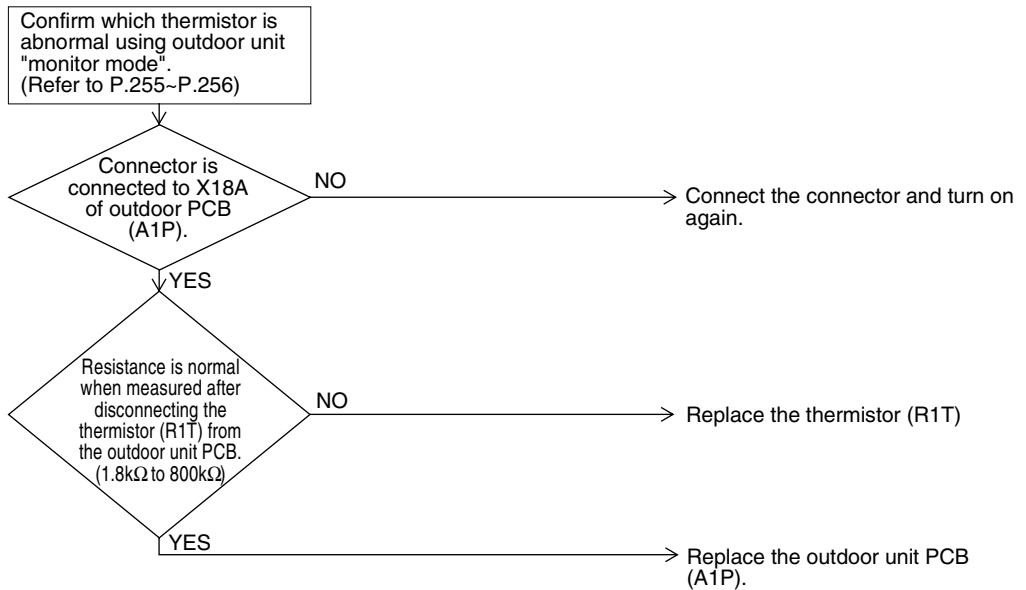 Confirm which thermistor is
abnormal using outdoor unit
"monitor mode".
(Refer to P.255~P.256)
Connector is
connected to X18A
of outdoor PCB
(A1P).
NO
Connect the connector and turn on
again.
YES
Resistance is normal
when measured after
disconnecting the
thermistor (R1T) from
the outdoor unit PCB.
(1.8kΩ to 800kΩ)
NO
Replace the thermistor (R1T)
YES
Replace the outdoor unit PCB
(A1P).